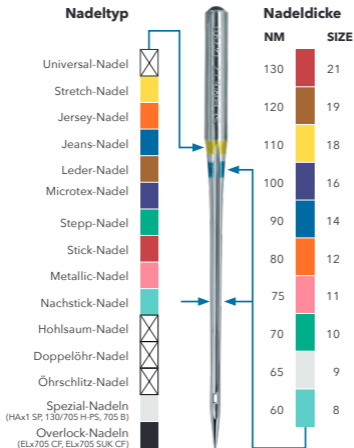 Nadeltyp
Universal-Nadel
Stretch-Nadel
Jersey-Nadel
Jeans-Nadel
Leder-Nadel
Microtex-Nadel
Stepp-Nadel
Stick-Nadel
Metallic-Nadel
Nachstick-Nadel
Hohlsaum-Nadel
Doppelöhr-Nadel
Öhrschlitz-Nadel
Spezial-Nadeln
(HAx1 SP, 130/705 H-PS, 705 B)
Overlock-Nadeln
(ELx705 CF, ELx705 SUK CF)
Nadeldicke
NM SIZE
130 21
120 19
110 18
100 16
90 14
80 12
75 11
70 10
65 9
60 8